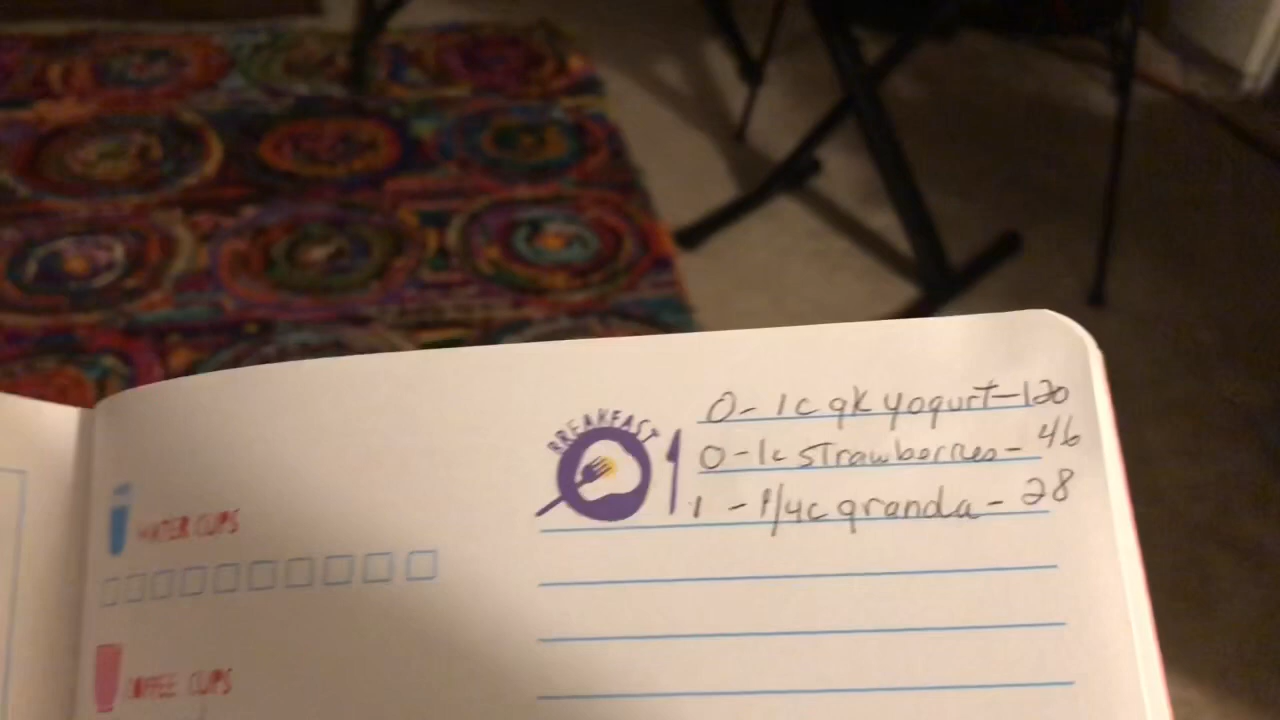 BREAKFAST
0 - 1c gk yogurt - 120
0 - 1c strawberries - 46
1 - 1/4c granola - 28
WATER CUPS
COFFEE CUPS